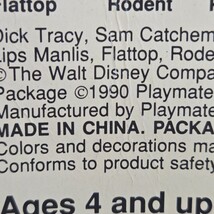 Flattop Rodent
Dick Tracy, Sam Catchem
Lips Manlis, Flattop, Rode
©The Walt Disney Compa
Package ©1990 Playmate
Manufactured by Playmate
MADE IN CHINA. PACKA
Colors and decorations ma
Conforms to product safety
Ages 4 and up